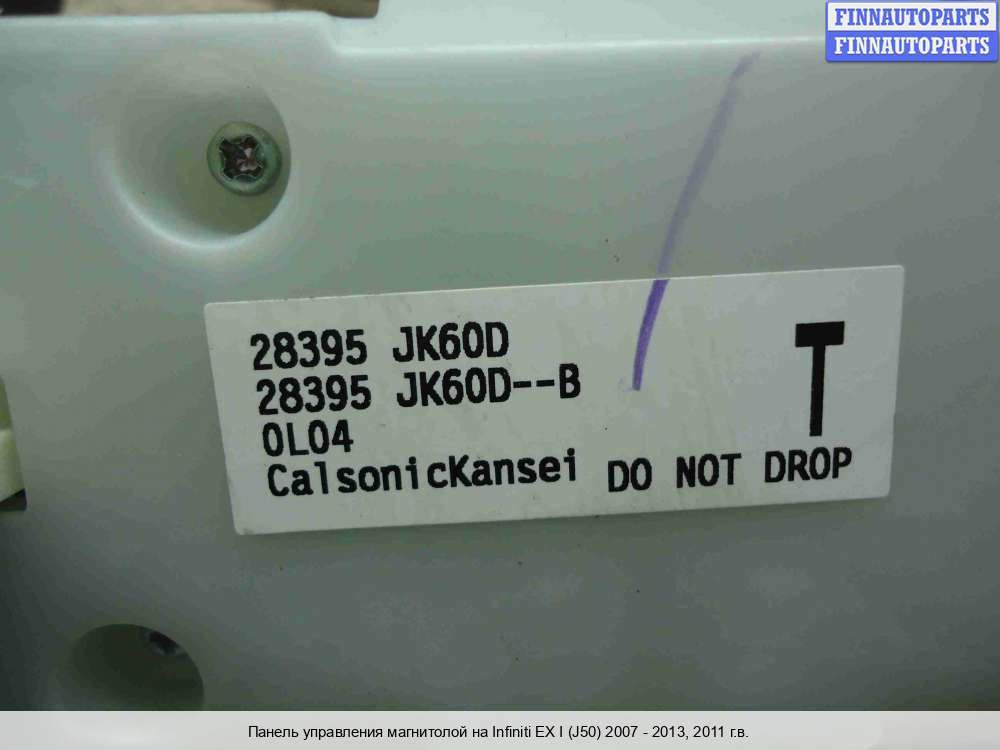 FINNAUTOPARTS
FINNAUTOPARTS
28395 JK60D
28395 JK60D--B
0L04
CalsonicKansei DO NOT DROP
T
Панель управления магнитолой на Infiniti EX I (J50) 2007 - 2013, 2011 г.в.